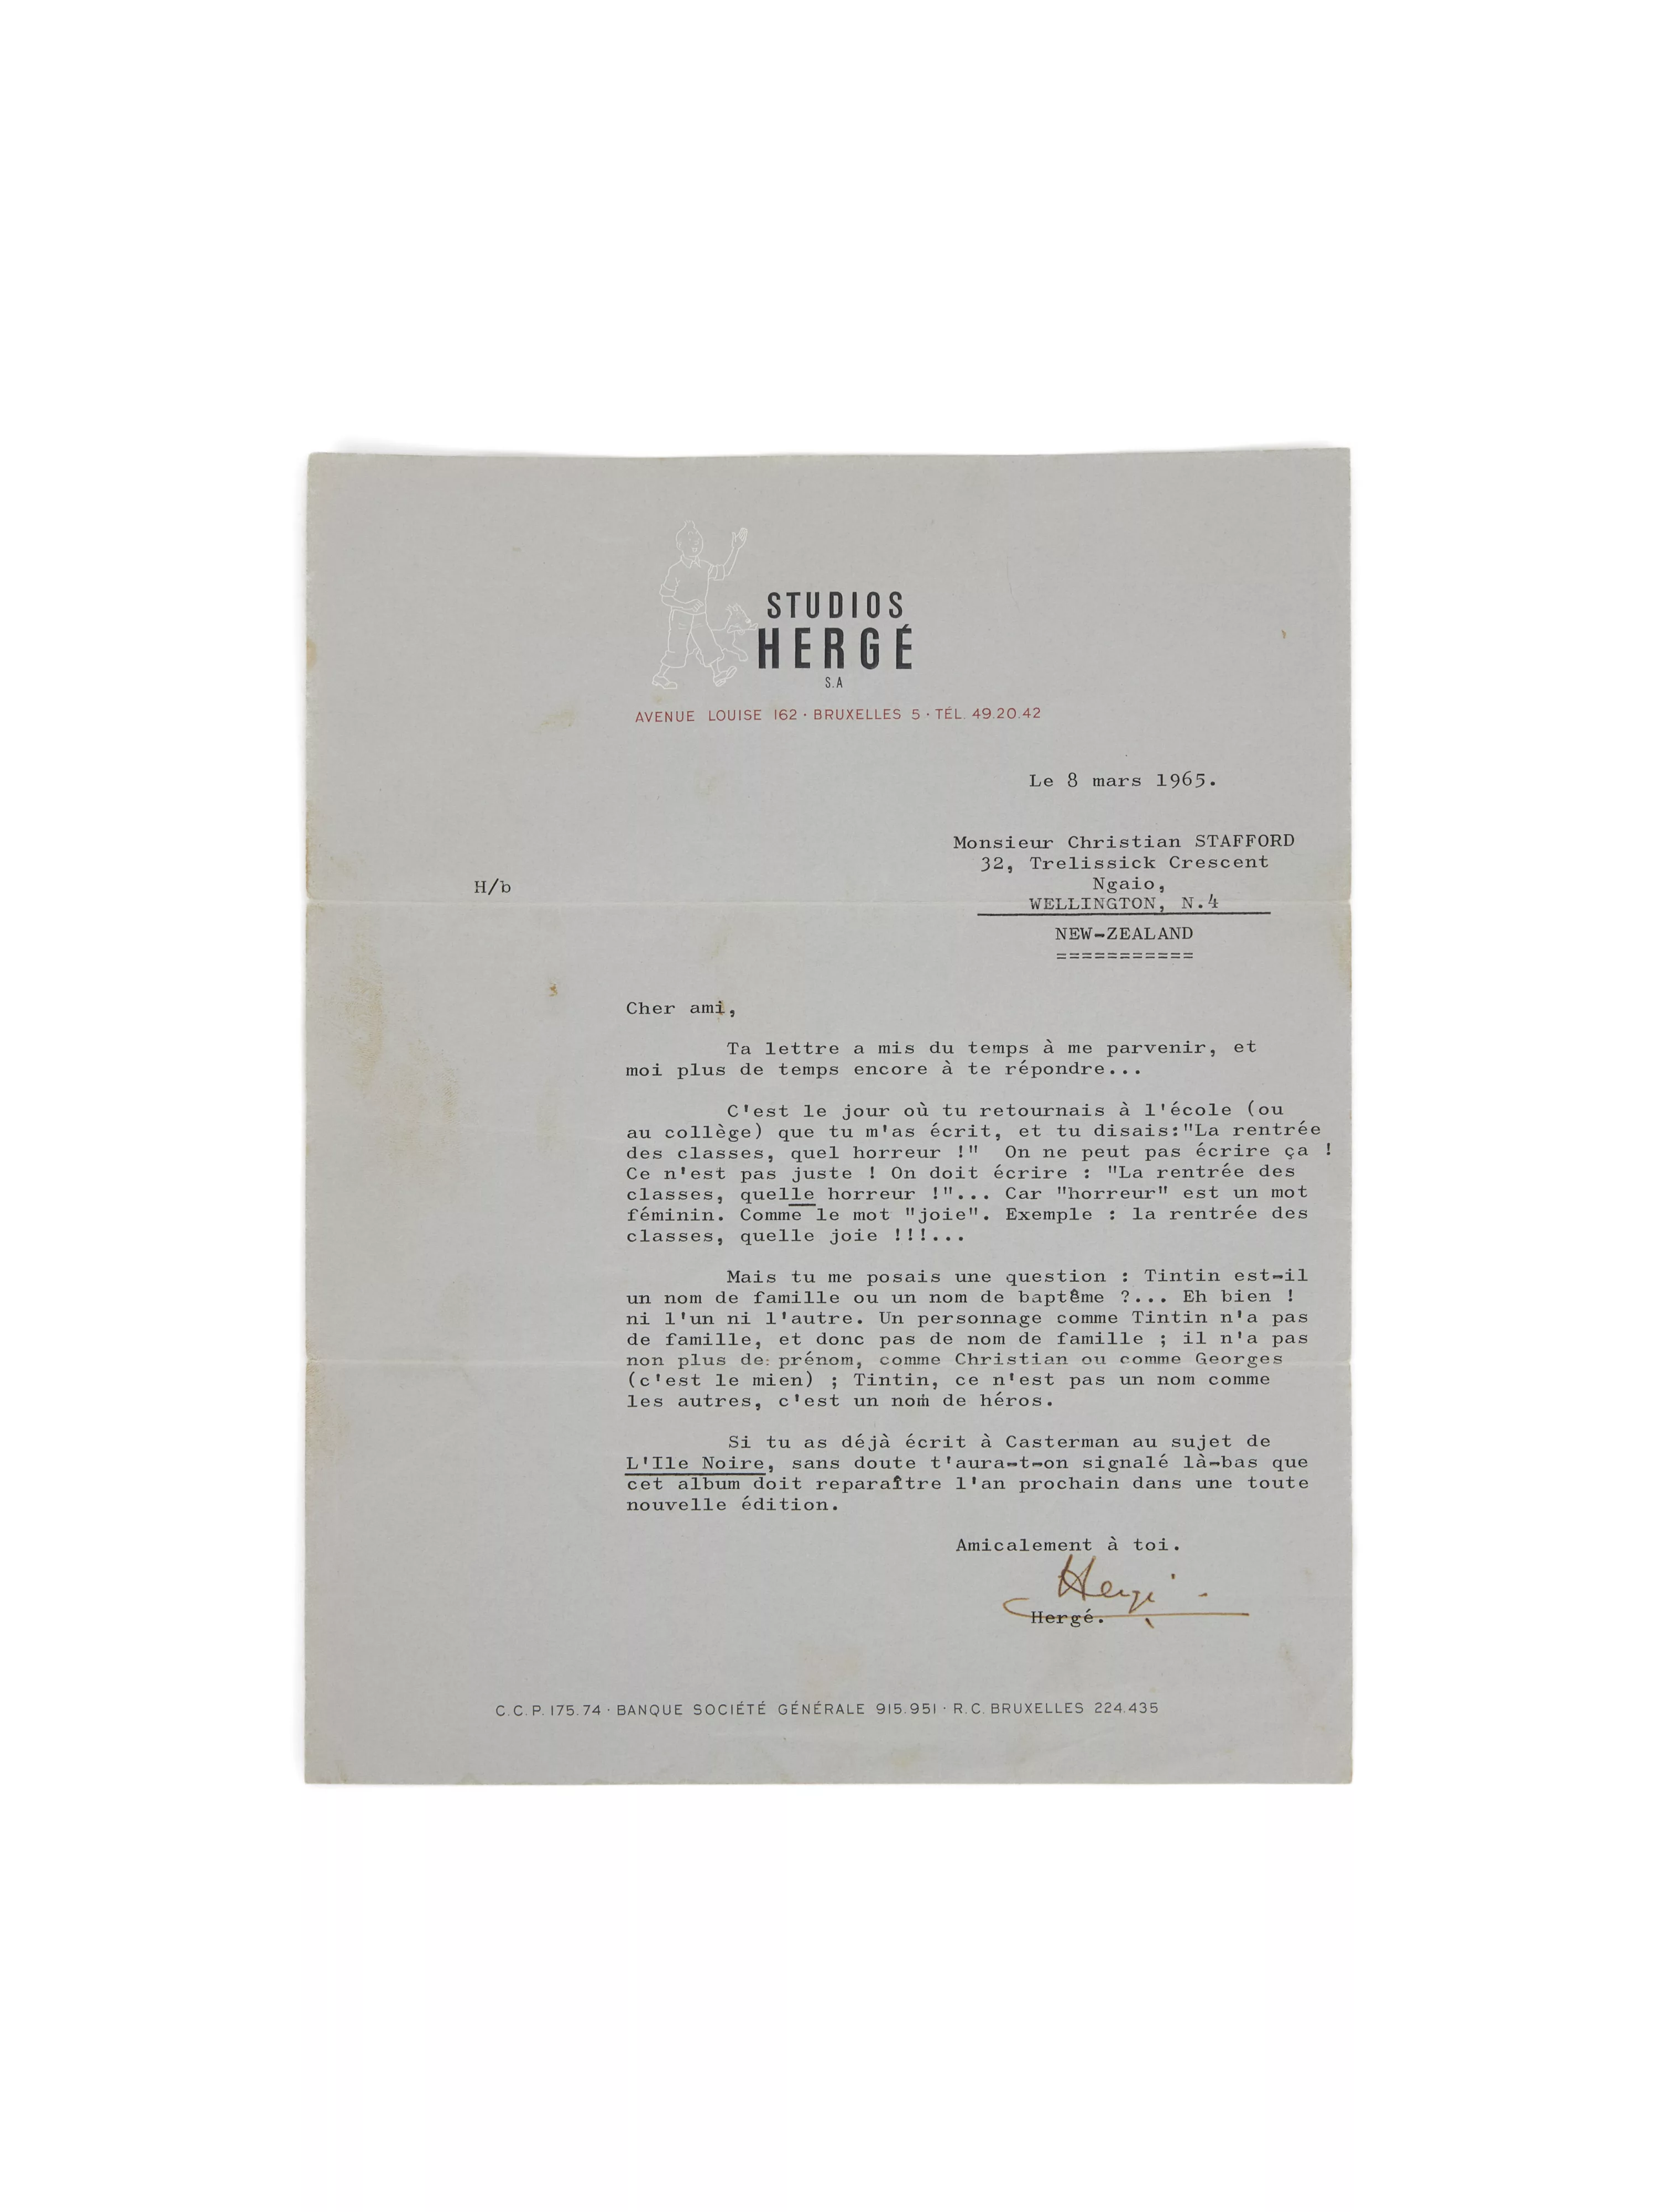 STUDIOS
HERGÉ
S.A
AVENUE LOUISE 162 · BRUXELLES 5 · TÉL. 49.20.42
Le 8 mars 1965.
Monsieur Christian STAFFORD
32, Trelissick Crescent
Ngaio,
H/b
WELLINGTON, N.4
NEW-ZEALAND
===========
Cher ami,
Ta lettre a mis du temps à me parvenir, et
moi plus de temps encore à te répondre...
C'est le jour où tu retournais à l'école (ou
au collège) que tu m'as écrit, et tu disais:"La rentrée
des classes, quel horreur !" On ne peut pas écrire ça !
Ce n'est pas juste ! On doit écrire : "La rentrée des
classes, quelle horreur !"... Car "horreur" est un mot
féminin. Comme le mot "joie". Exemple : la rentrée des
classes, quelle joie !!!...
Mais tu me posais une question : Tintin est-il
un nom de famille ou un nom de baptême ?... Eh bien !
ni l'un ni l'autre. Un personnage comme Tintin n'a pas
de famille, et donc pas de nom de famille ; il n'a pas
non plus de prénom, comme Christian ou comme Georges
(c'est le mien) ; Tintin, ce n'est pas un nom comme
les autres, c'est un nom de héros.
Si tu as déjà écrit à Casterman au sujet de
L'Ile Noire, sans doute t'aura-t-on signalé là-bas que
cet album doit reparaître l'an prochain dans une toute
nouvelle édition.
Amicalement à toi.
Hergé
Hergé.
C.C.P. 175.74 · BANQUE SOCIÉTÉ GÉNÉRALE 915.951 · R.C. BRUXELLES 224.435